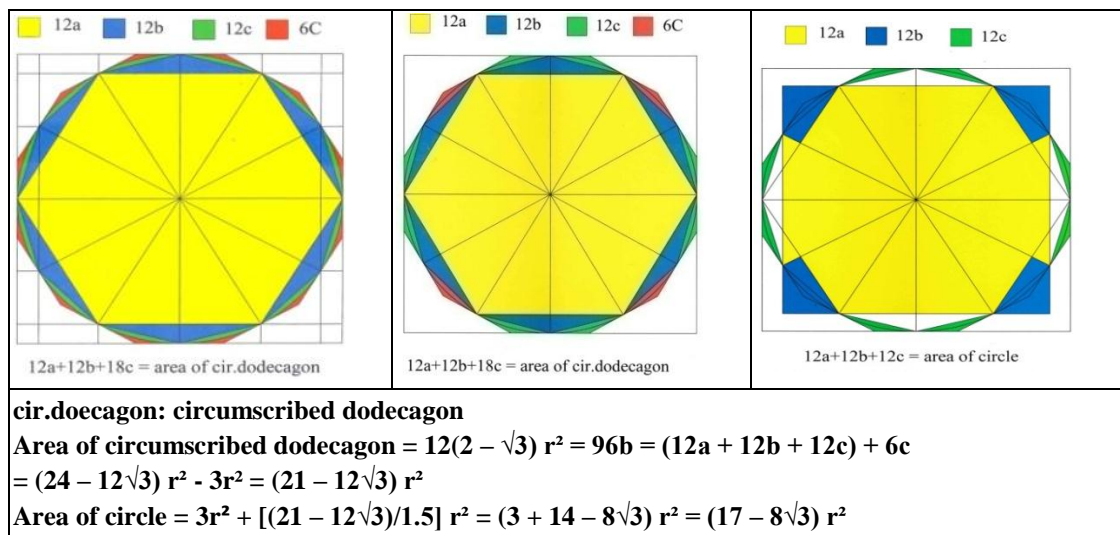 12a 12b 12c 6C
12a+12b+18c = area of cir.dodecagon
12a 12b 12c 6C
12a+12b+18c = area of cir.dodecagon
12a 12b 12c
12a+12b+12c = area of circle
cir.doecagon: circumscribed dodecagon
Area of circumscribed dodecagon = 12(2 – √3) r² = 96b = (12a + 12b + 12c) + 6c
= (24 – 12√3) r² - 3r² = (21 – 12√3) r²
Area of circle = 3r² + [(21 – 12√3)/1.5] r² = (3 + 14 – 8√3) r² = (17 – 8√3) r²